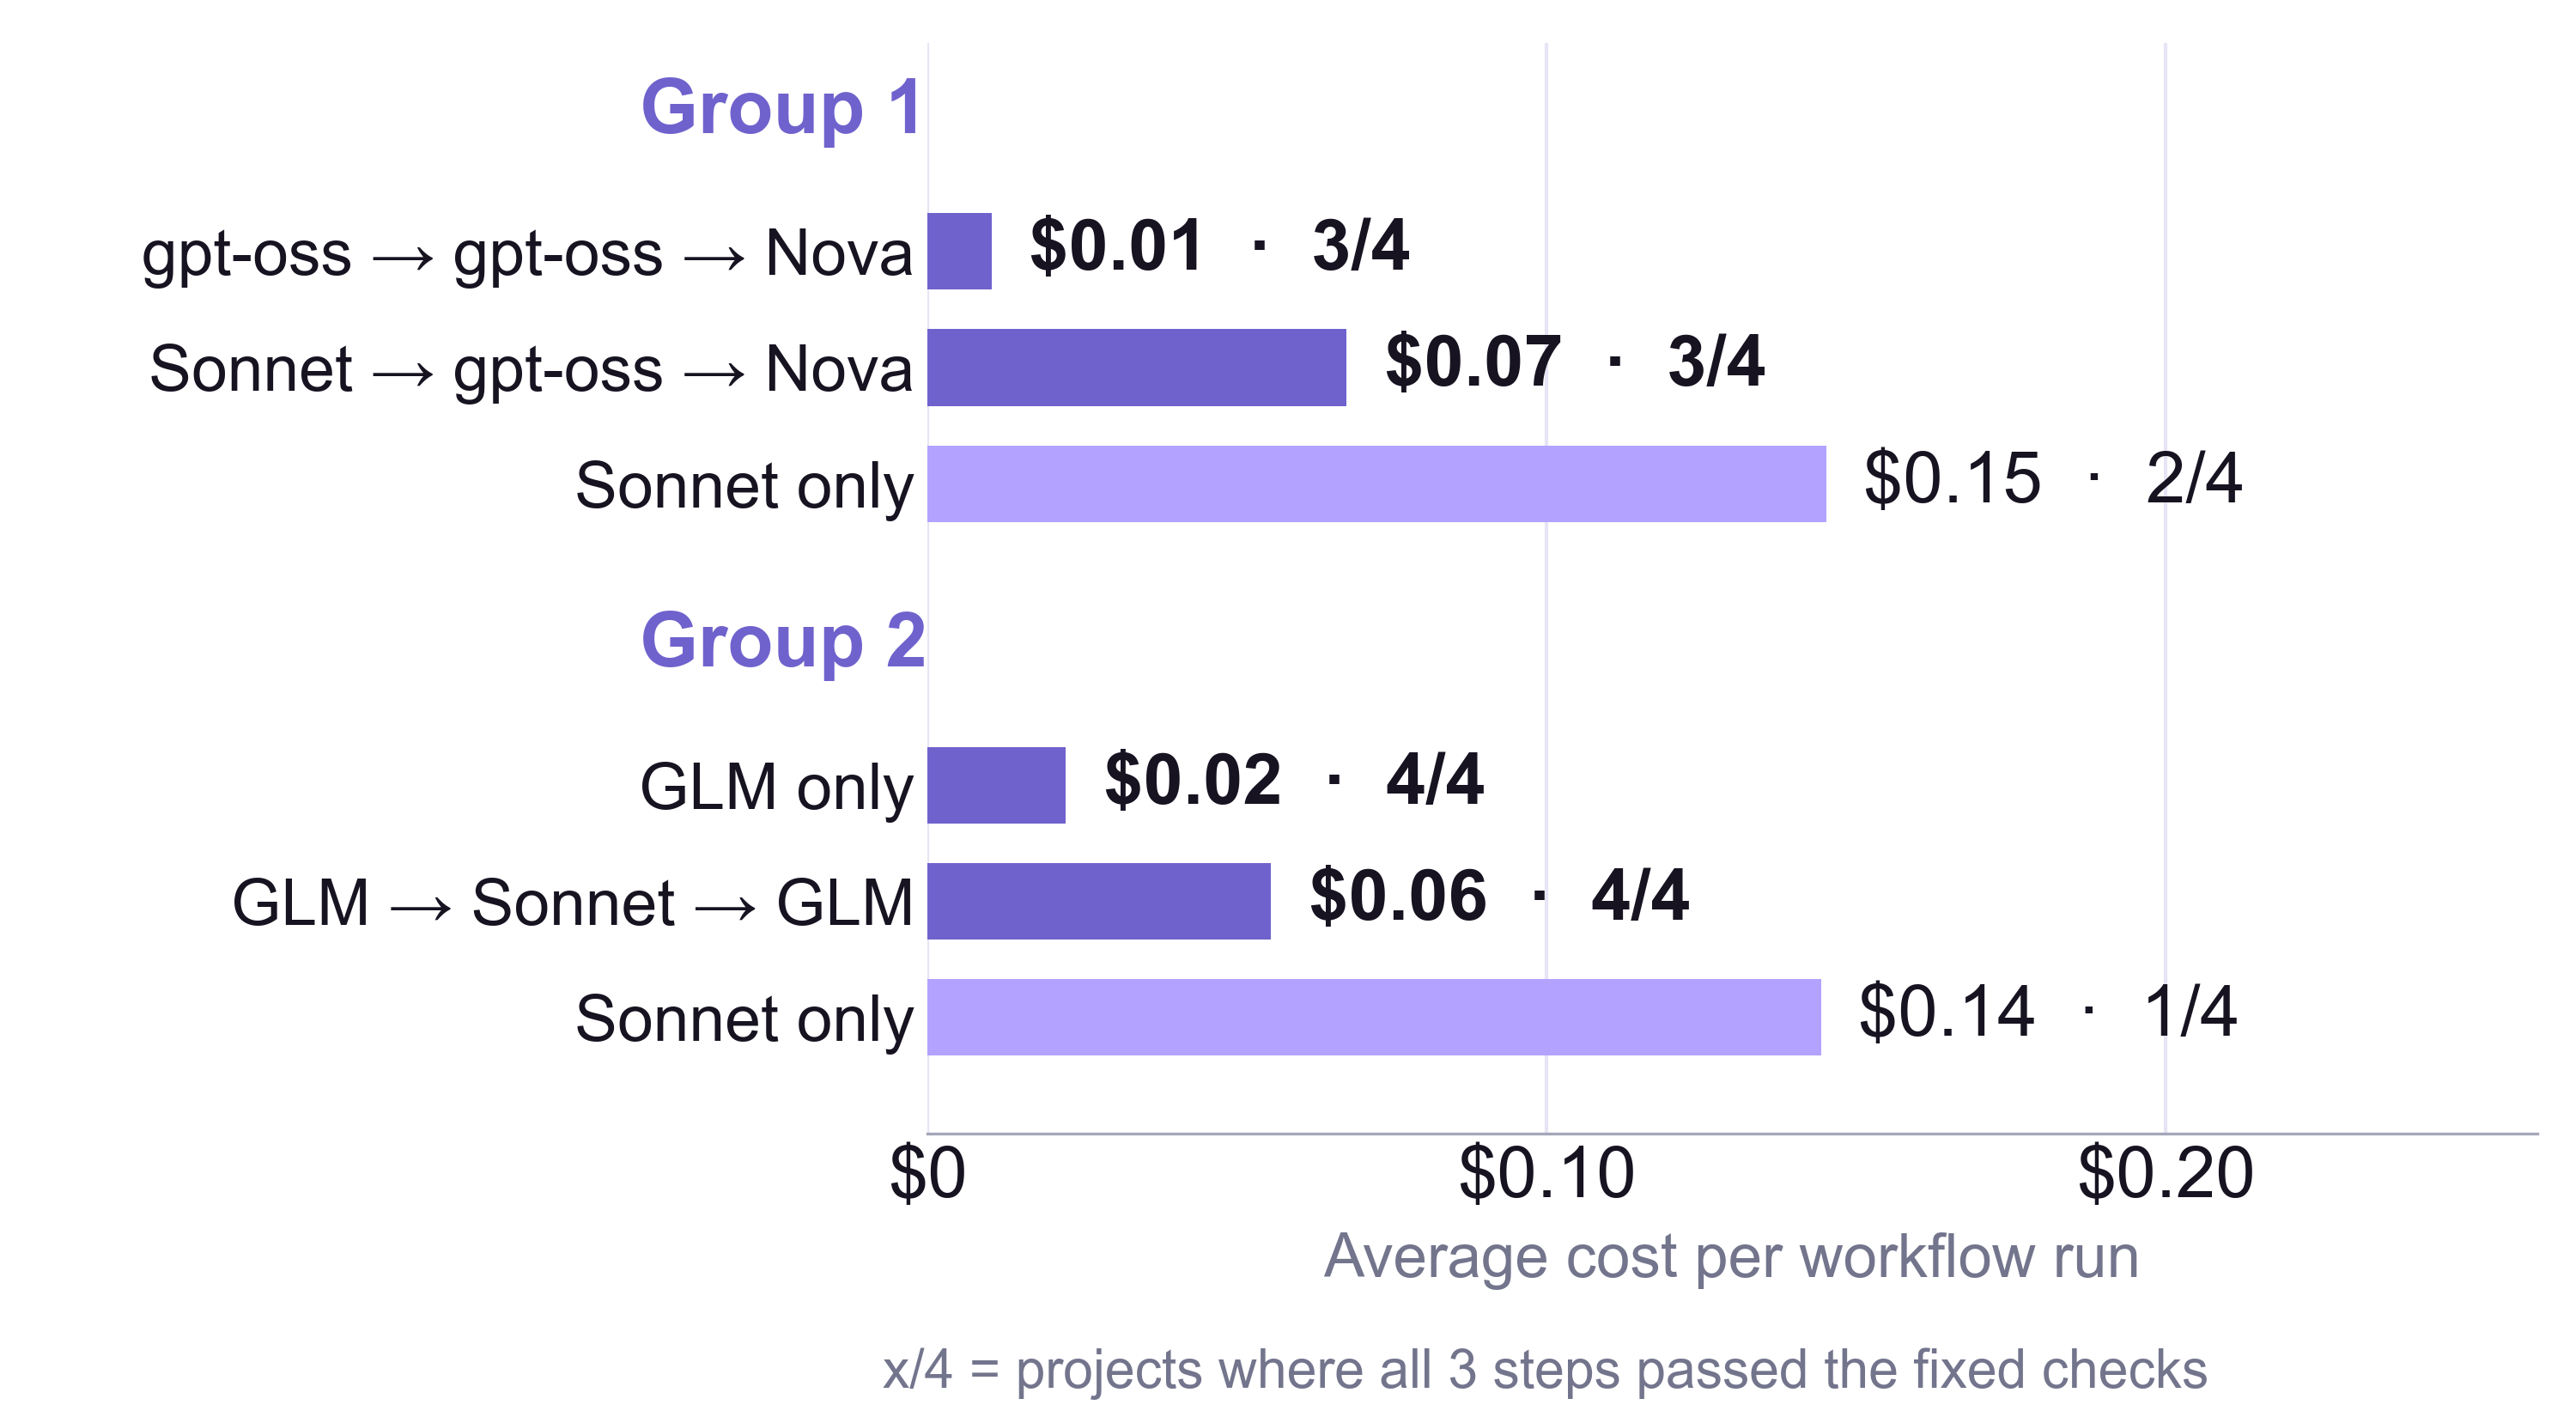 Group 1
gpt-oss → gpt-oss → Nova $0.01 · 3/4
Sonnet → gpt-oss → Nova $0.07 · 3/4
Sonnet only $0.15 · 2/4
Group 2
GLM only $0.02 · 4/4
GLM → Sonnet → GLM $0.06 · 4/4
Sonnet only $0.14 · 1/4
$0 $0.10 $0.20
Average cost per workflow run
x/4 = projects where all 3 steps passed the fixed checks